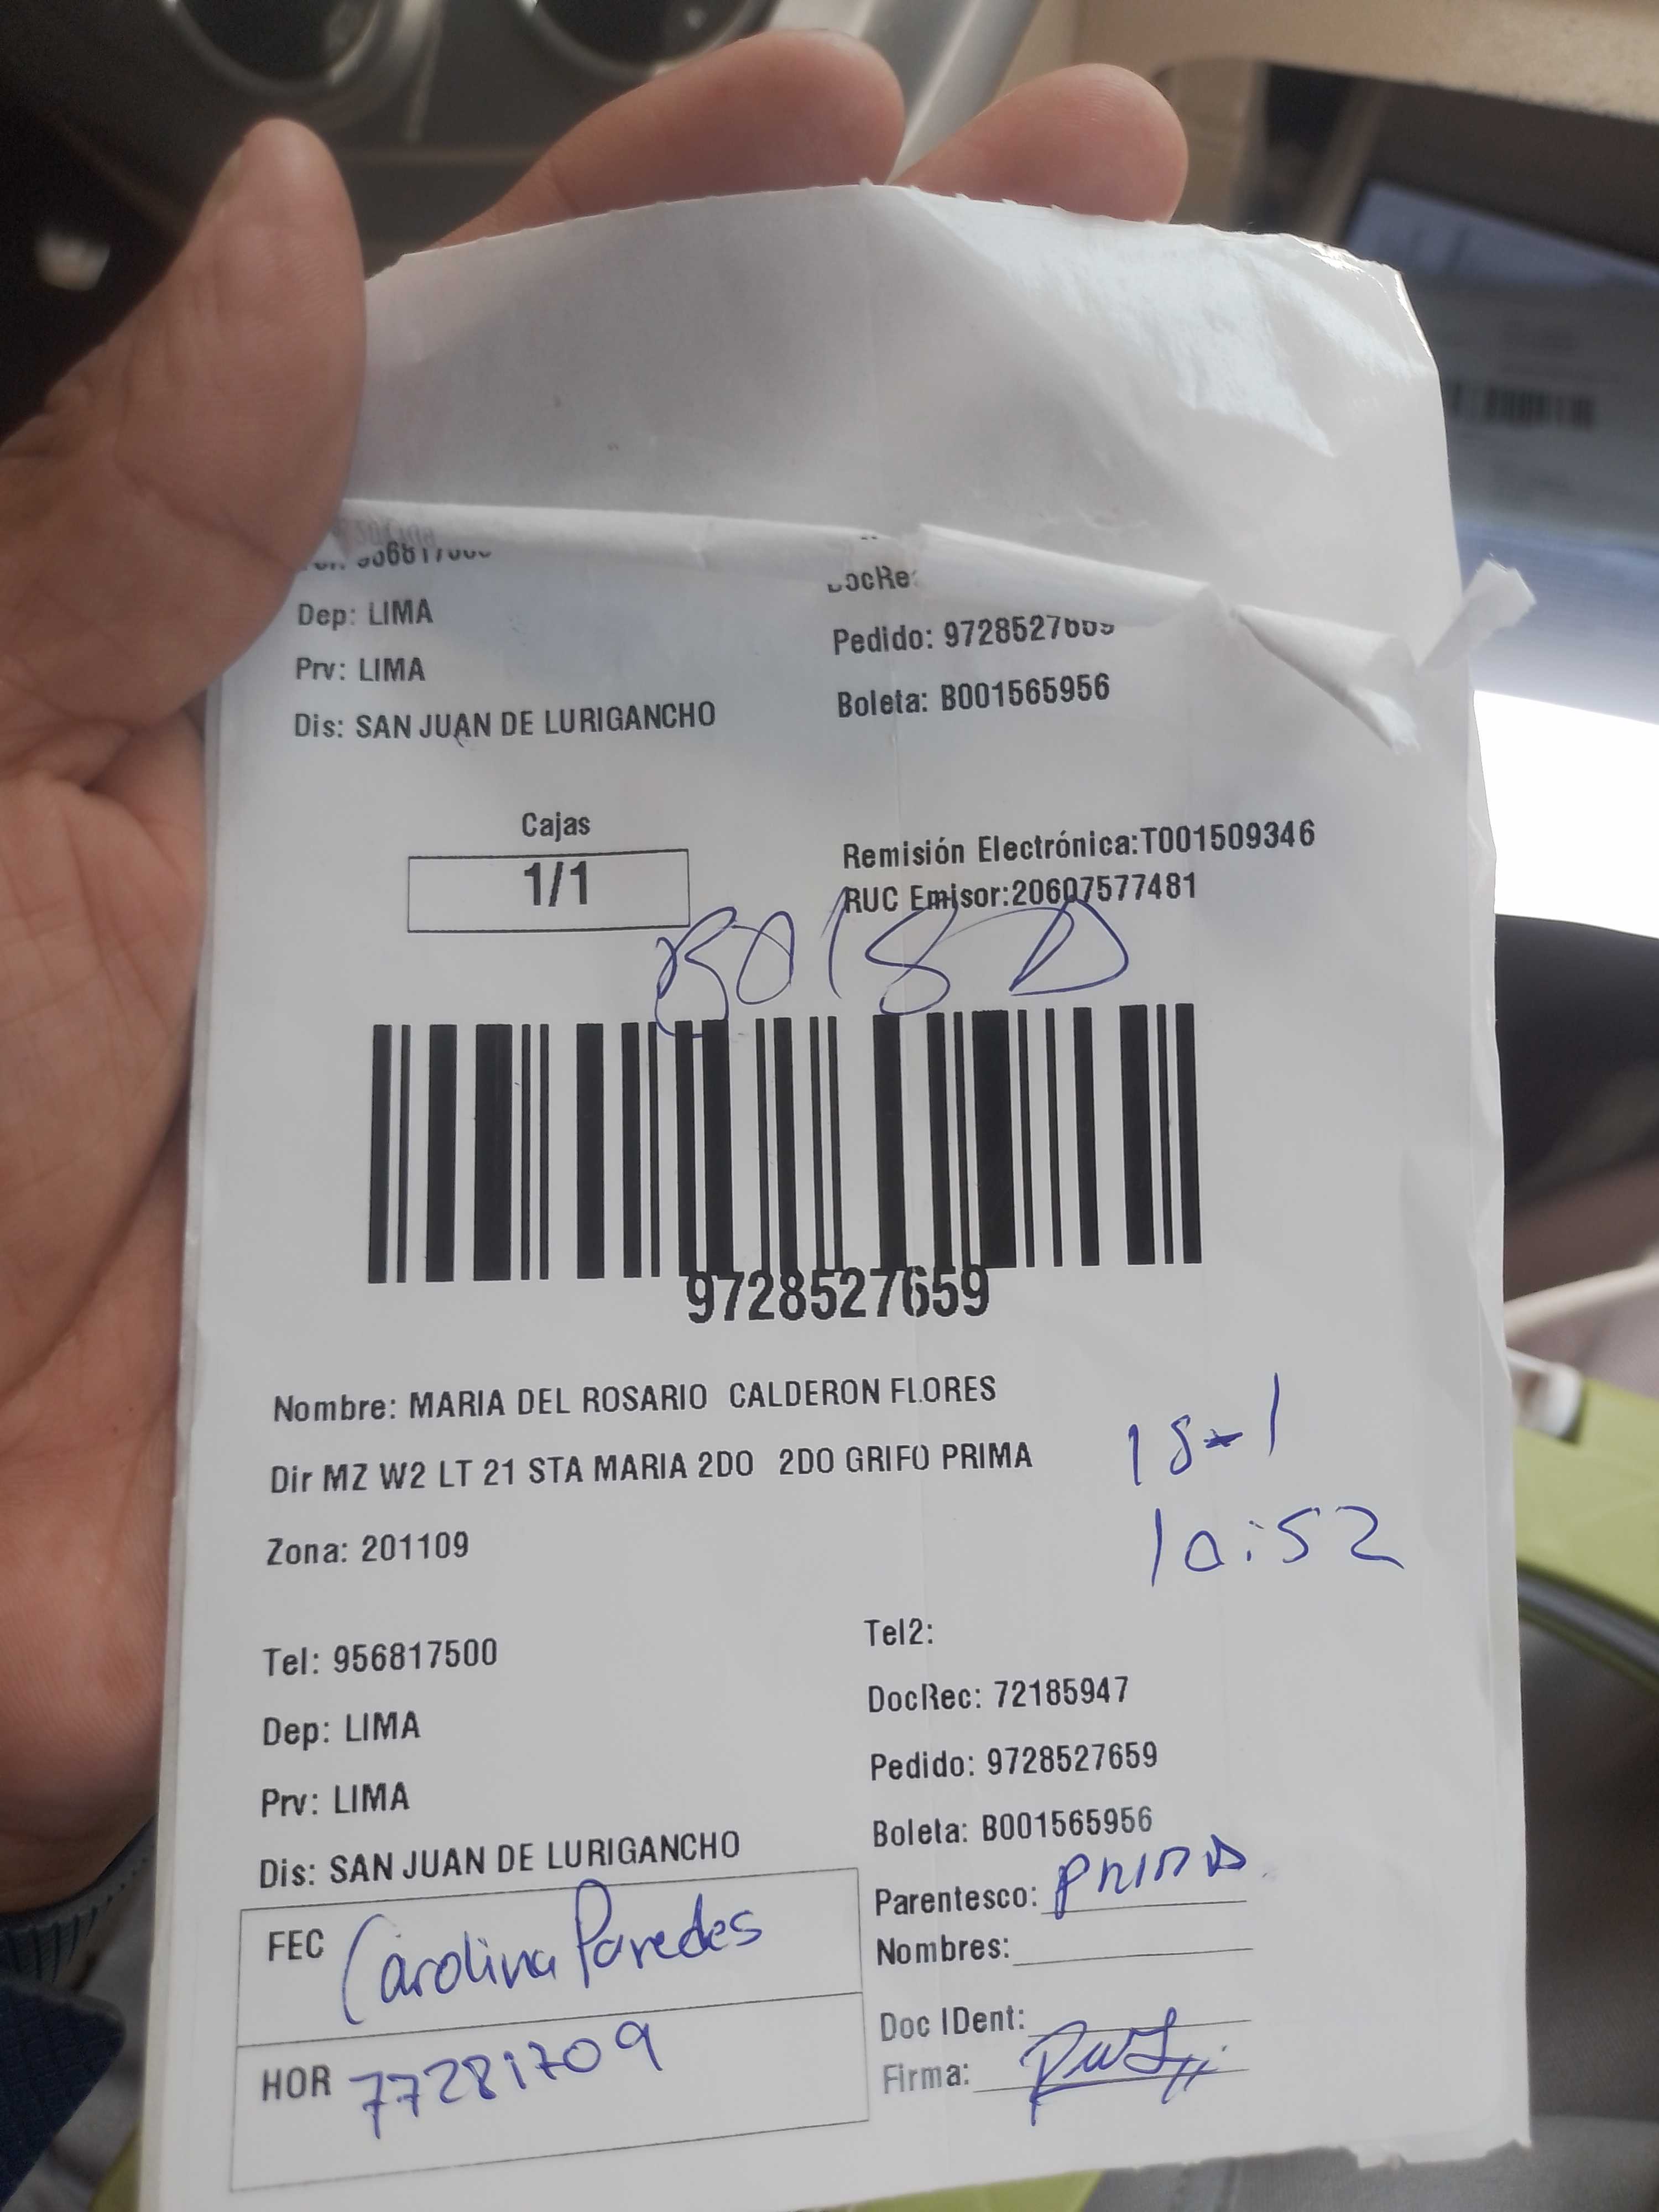 Dep: LIMA
Prv: LIMA
Dis: SAN JUAN DE LURIGANCHO
Pedido: 9728527659
Boleta: B001565956
Cajas
1/1
Remisión Electrónica:T001509346
RUC Emisor:20607577481
9728527659
Nombre: MARIA DEL ROSARIO CALDERON FLORES
Dir MZ W2 LT 21 STA MARIA 2DO 2DO GRIFO PRIMA
18-1
10:52
Zona: 201109
Tel: 956817500
Dep: LIMA
Prv: LIMA
Dis: SAN JUAN DE LURIGANCHO
Tel2:
DocRec: 72185947
Pedido: 9728527659
Boleta: B001565956
Parentesco: PRIMA
Nombres:
Doc IDent:
Firma:
FEC Carolina Paredes
HOR 77281709